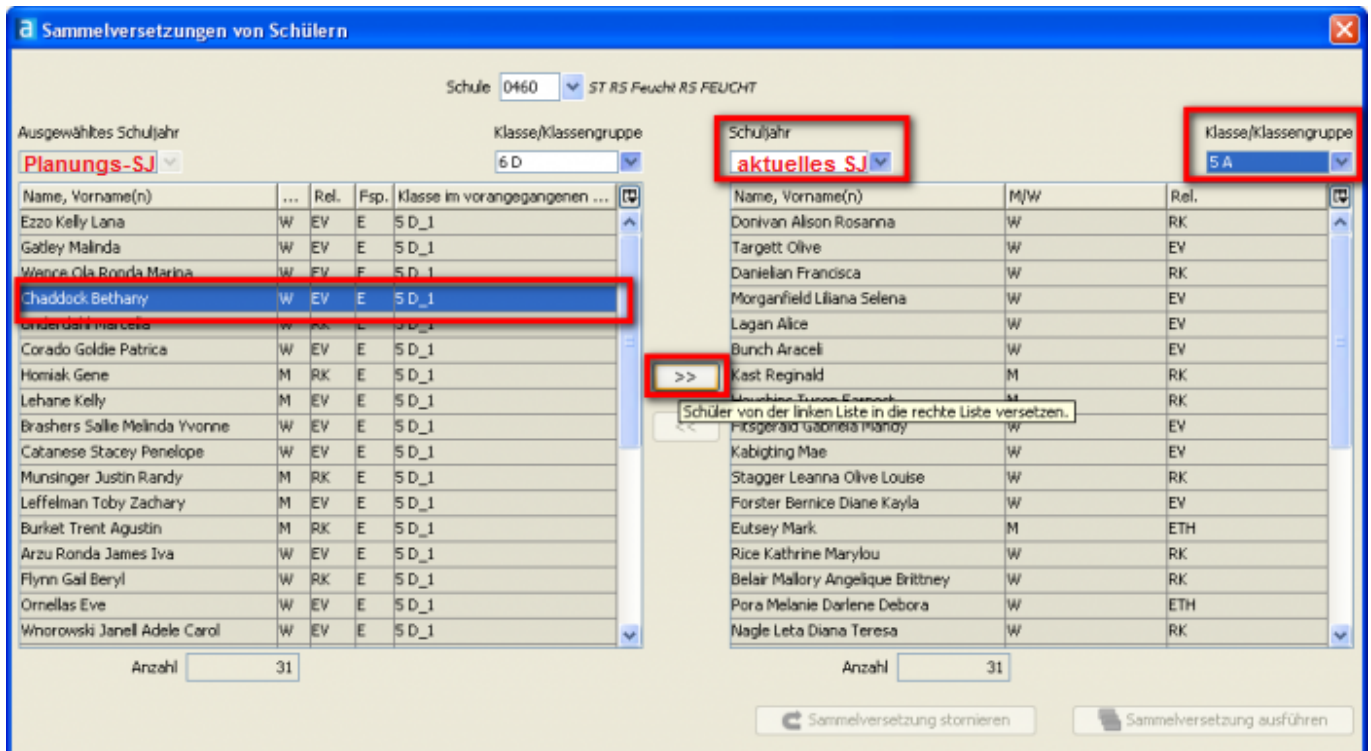 a Sammelversetzungen von Schülern
Schule 0460 ST RS Feucht RS FEUCHT
Ausgewähltes Schuljahr Klasse/Klassengruppe Schuljahr Klasse/Klassengruppe
Planungs-SJ 6 D aktuelles SJ 5 A
Name, Vorname(n) ... Rel. Fsp. Klasse im vorangegangenen ... Name, Vorname(n) M/W Rel.
Ezzo Kelly Lana W EV E 5 D_1 Donivan Alison Rosanna W RK
Gatley Malinda W EV E 5 D_1 Targett Olive W EV
Wence Ola Ronda Marina W EV E 5 D_1 Danielian Francisca W RK
Chaddock Bethany W EV E 5 D_1 Morganfield Liliana Selena W EV
Underdahl Marcella W RK E 5 D_1 Lagan Alice W EV
Corado Goldie Patrica W EV E 5 D_1 Bunch Araceli W EV
Homiak Gene M RK E 5 D_1 >> Kast Reginald M RK
Lehane Kelly M EV E 5 D_1 M RK
Schüler von der linken Liste in die rechte Liste versetzen.
Brashers Sallie Melinda Yvonne W EV E 5 D_1 << Fitsgerald Gabriela Mandy W EV
Catanese Stacey Penelope W EV E 5 D_1 Kabigting Mae W EV
Munsinger Justin Randy M RK E 5 D_1 Stagger Leanna Olive Louise W RK
Leffelman Toby Zachary M EV E 5 D_1 Forster Bernice Diane Kayla W EV
Burket Trent Agustin M RK E 5 D_1 Eutsey Mark M ETH
Arzu Ronda James Iva W EV E 5 D_1 Rice Kathrine Marylou W RK
Flynn Gail Beryl W RK E 5 D_1 Belair Mallory Angelique Brittney W RK
Ornellas Eve W EV E 5 D_1 Pora Melanie Darlene Debora W ETH
Wnorowski Janell Adele Carol W EV E 5 D_1 Nagle Leta Diana Teresa W RK
Anzahl 31 Anzahl 31
Sammelversetzung stornieren Sammelversetzung ausführen